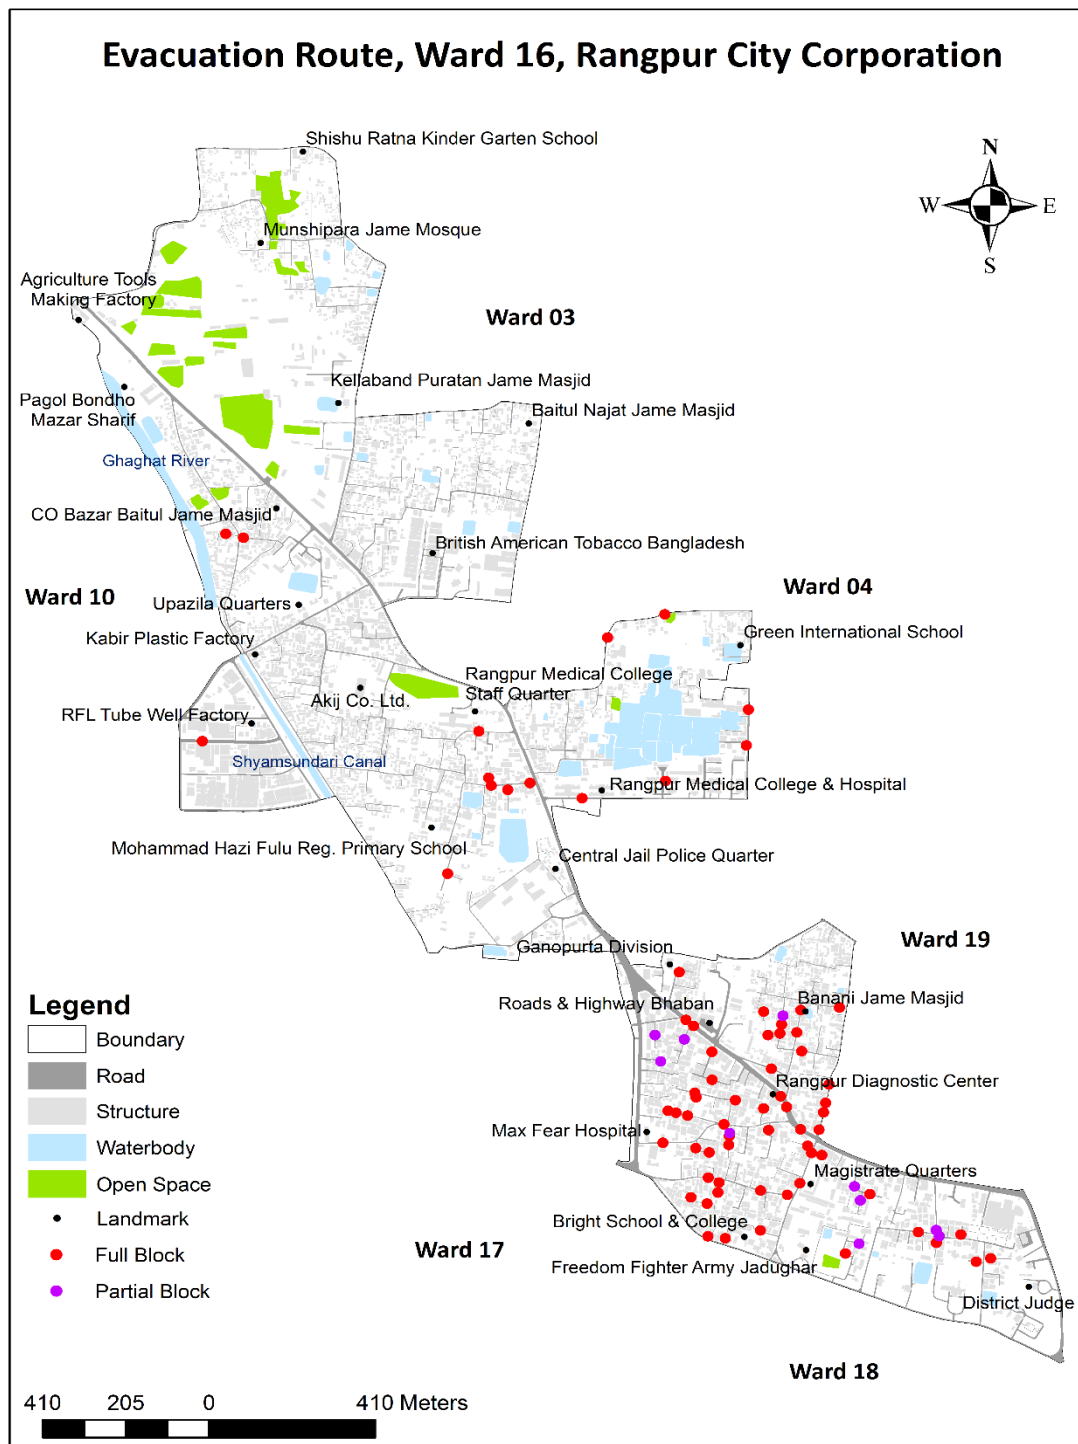 Evacuation Route, Ward 16, Rangpur City Corporation
N
W
E
S
Shishu Ratna Kinder Garten School
Munshipara Jame Mosque
Agriculture Tools
Making Factory
Ward 03
Kellaband Puratan Jame Masjid
Pagol Bondho
Mazar Sharif
Baitul Najat Jame Masjid
Ghaghat River
CO Bazar Baitul Jame Masjid
British American Tobacco Bangladesh
Ward 10
Ward 04
Upazila Quarters
Kabir Plastic Factory
Green International School
Rangpur Medical College
Staff Quarter
Akij Co. Ltd.
RFL Tube Well Factory
Shyamsundari Canal
Rangpur Medical College & Hospital
Mohammad Hazi Fulu Reg. Primary School
Central Jail Police Quarter
Ganopurta Division
Ward 19
Roads & Highway Bhaban
Banani Jame Masjid
Rangpur Diagnostic Center
Max Fear Hospital
Magistrate Quarters
Bright School & College
Ward 17
Freedom Fighter Army Jadughar
District Judge
Ward 18
Legend
Boundary
Road
Structure
Waterbody
Open Space
Landmark
Full Block
Partial Block
410 205 0 410 Meters